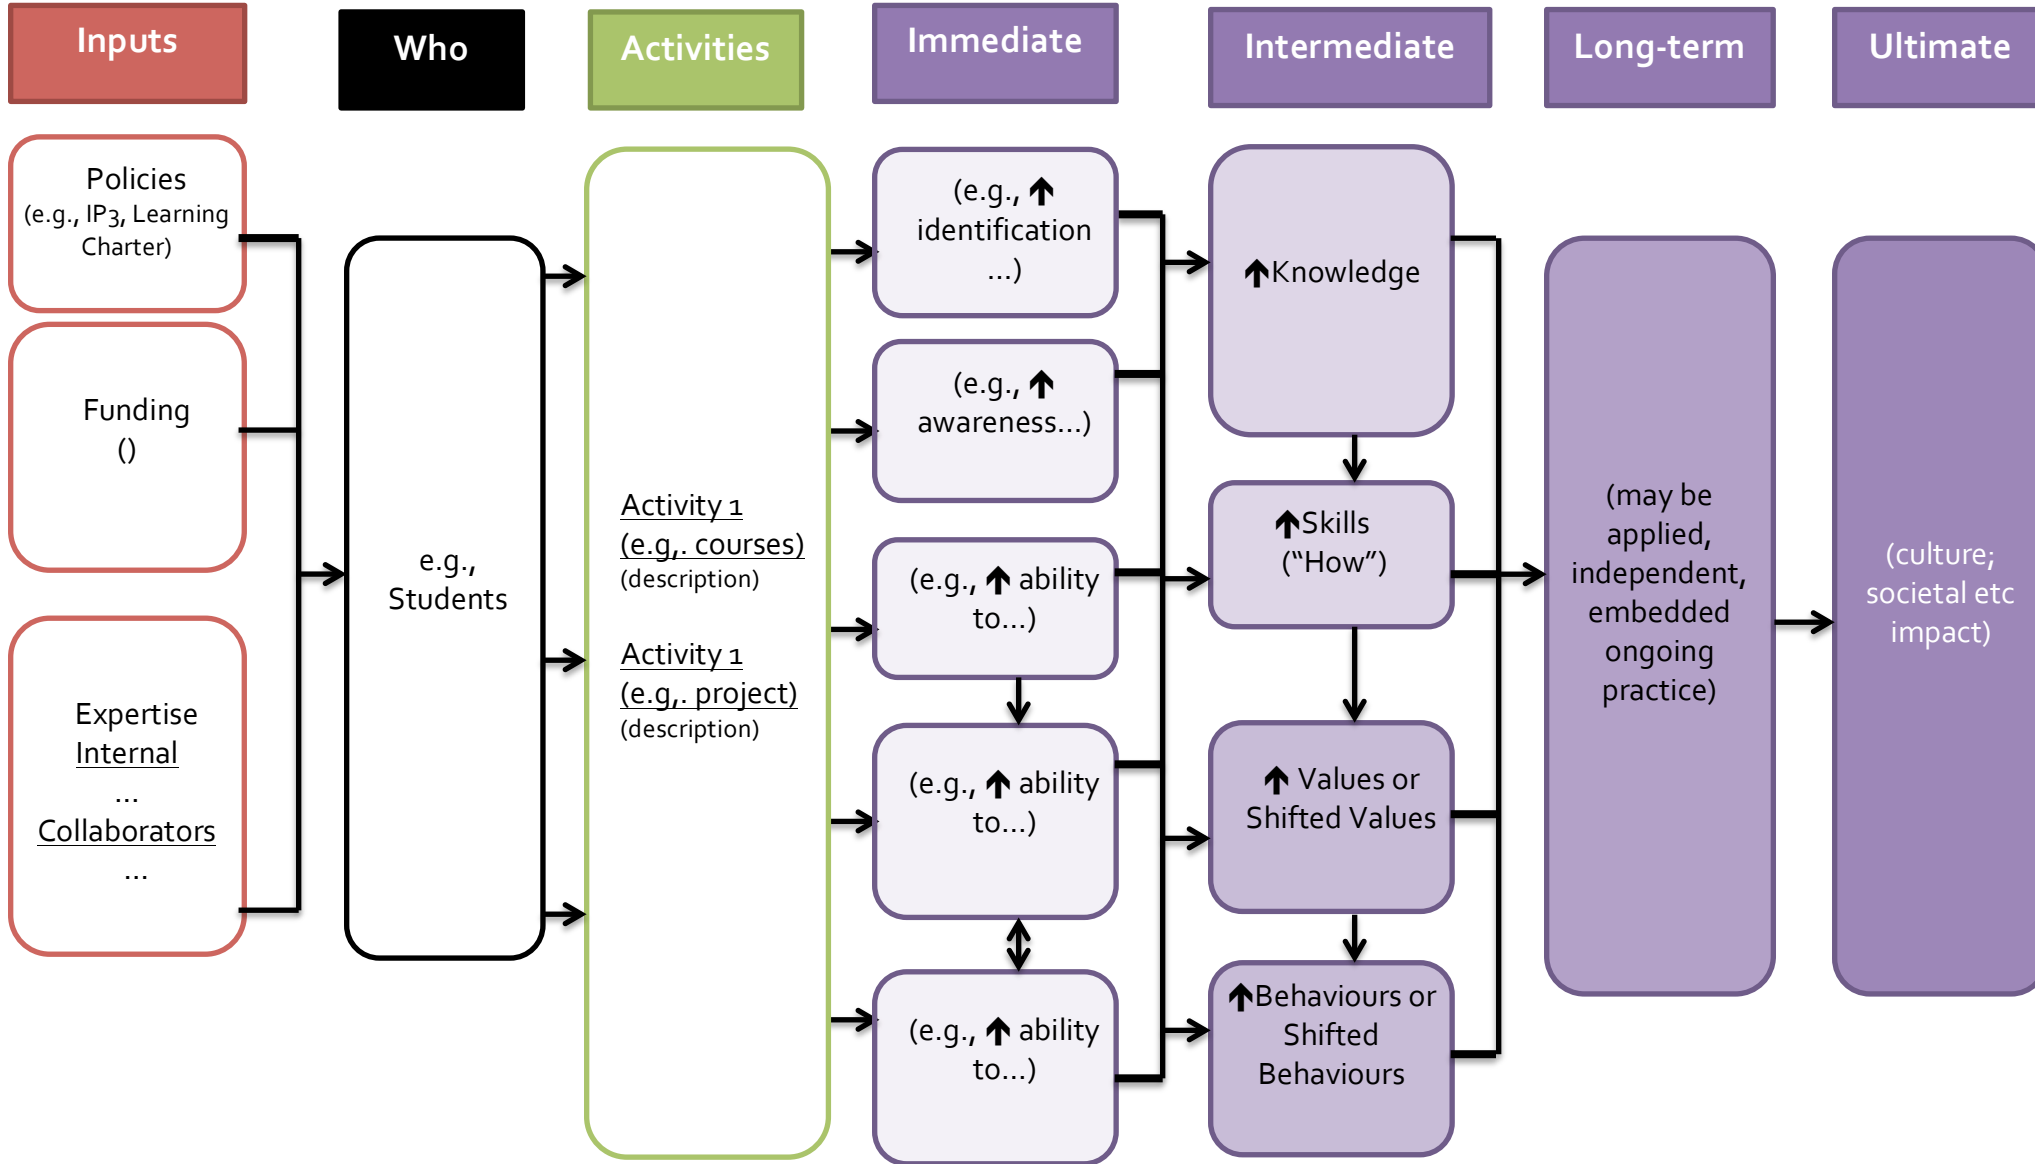 Inputs
Who
Activities
Immediate
Intermediate
Long-term
Ultimate
Policies
(e.g., IP3, Learning
Charter)
Funding
()
Expertise
Internal
...
Collaborators
...
e.g.,
Students
Activity 1
(e.g,. courses)
(description)
Activity 1
(e.g,. project)
(description)
(e.g., ↑
identification
...)
(e.g., ↑
awareness...)
(e.g., ↑ ability
to...)
(e.g., ↑ ability
to...)
(e.g., ↑ ability
to...)
↑Knowledge
↑Skills
(“How”)
↑ Values or
Shifted Values
↑Behaviours or
Shifted
Behaviours
(may be
applied,
independent,
embedded
ongoing
practice)
(culture;
societal etc
impact)